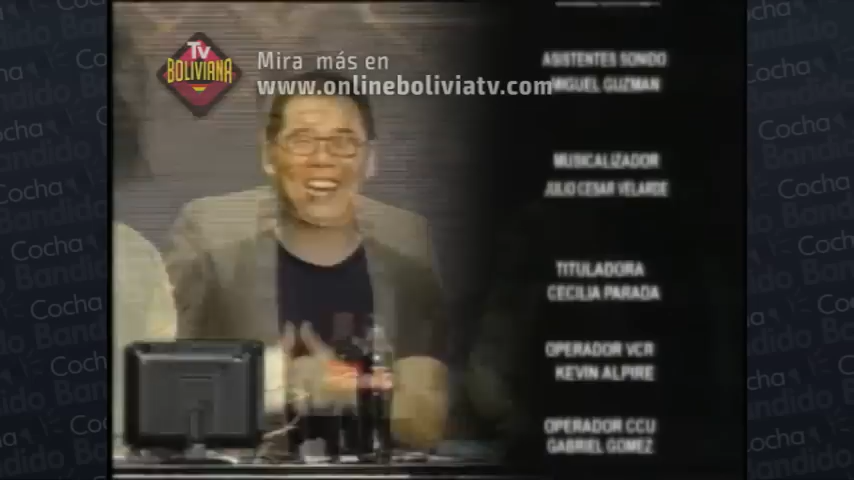 Tv
BOLIVIANA
Mira más en
www.onlineboliviatv.com
ASISTENTES SONIDO
MIGUEL GUZMAN
MUSICALIZADOR
JULIO CESAR VELARDE
TITULADORA
CECILIA PARADA
OPERADOR VCR
KEVIN ALPIRE
OPERADOR CCU
GABRIEL GOMEZ
Cocha
Bandido